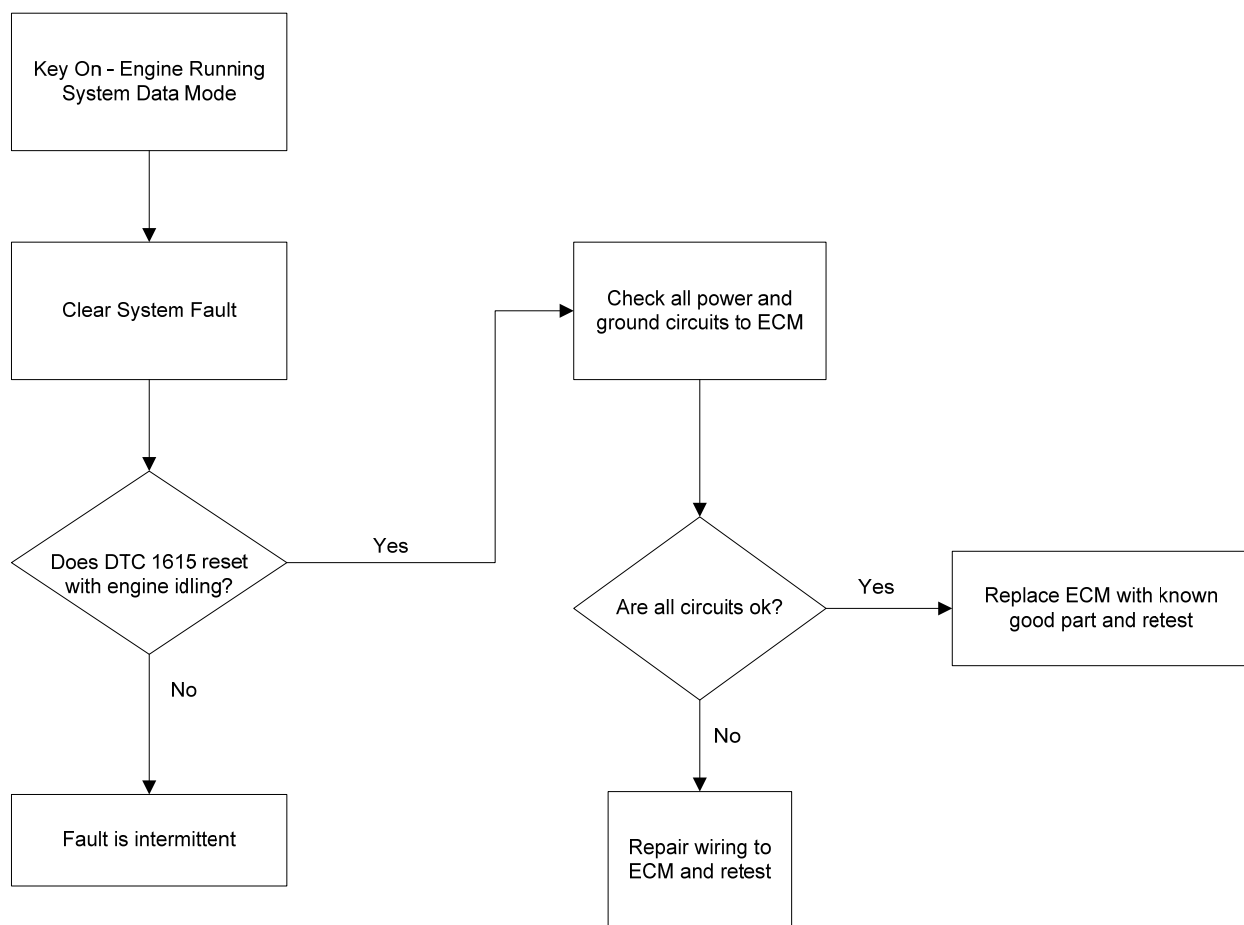 Key On - Engine Running
System Data Mode
Clear System Fault
Does DTC 1615 reset
with engine idling?
Yes
No
Fault is intermittent
Check all power and
ground circuits to ECM
Are all circuits ok?
Yes
No
Replace ECM with known
good part and retest
Repair wiring to
ECM and retest